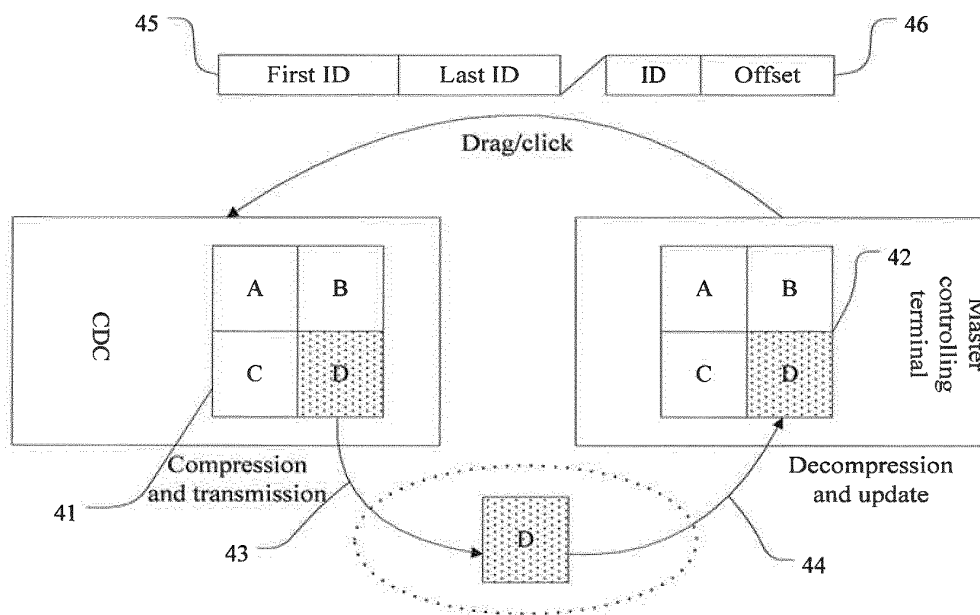 45
46
First ID
Last ID
ID
Offset
Drag/click
CDC
A
B
C
D
41
A
B
C
D
42
Master
controlling
terminal
Compression
and transmission
43
D
Decompression
and update
44